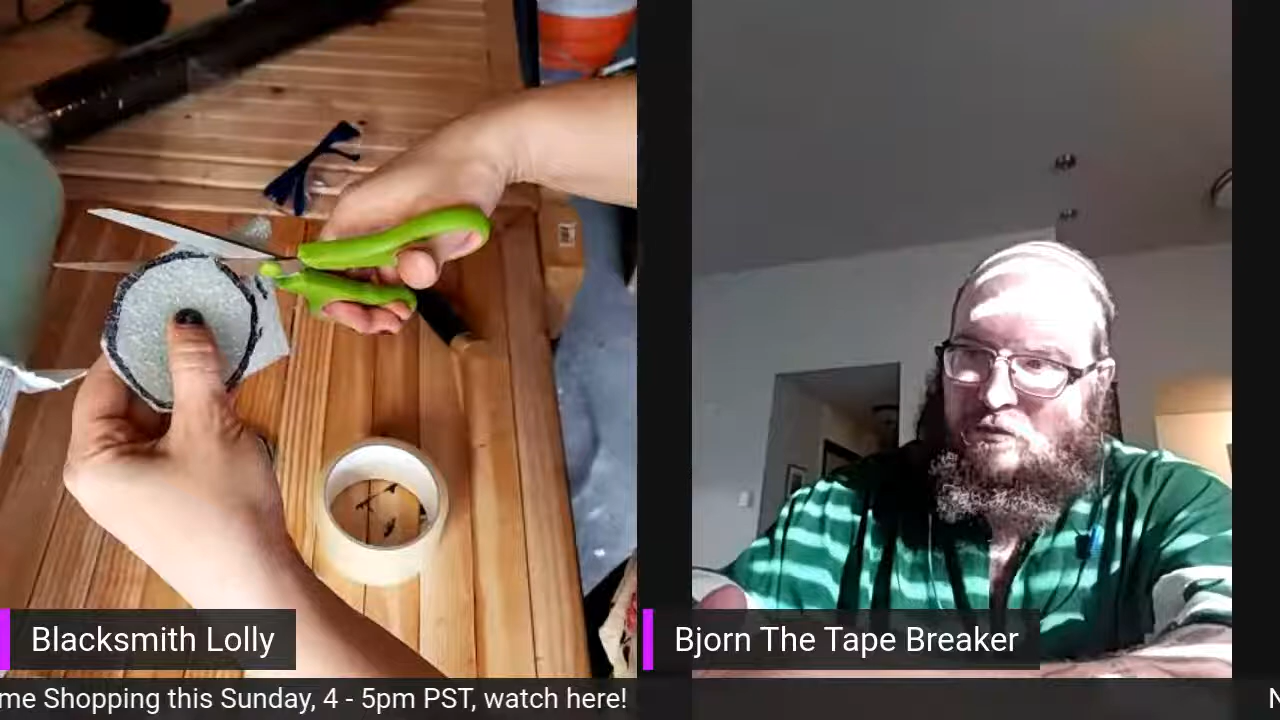 Blacksmith Lolly
Bjorn The Tape Breaker
me Shopping this Sunday, 4 - 5pm PST, watch here!
N